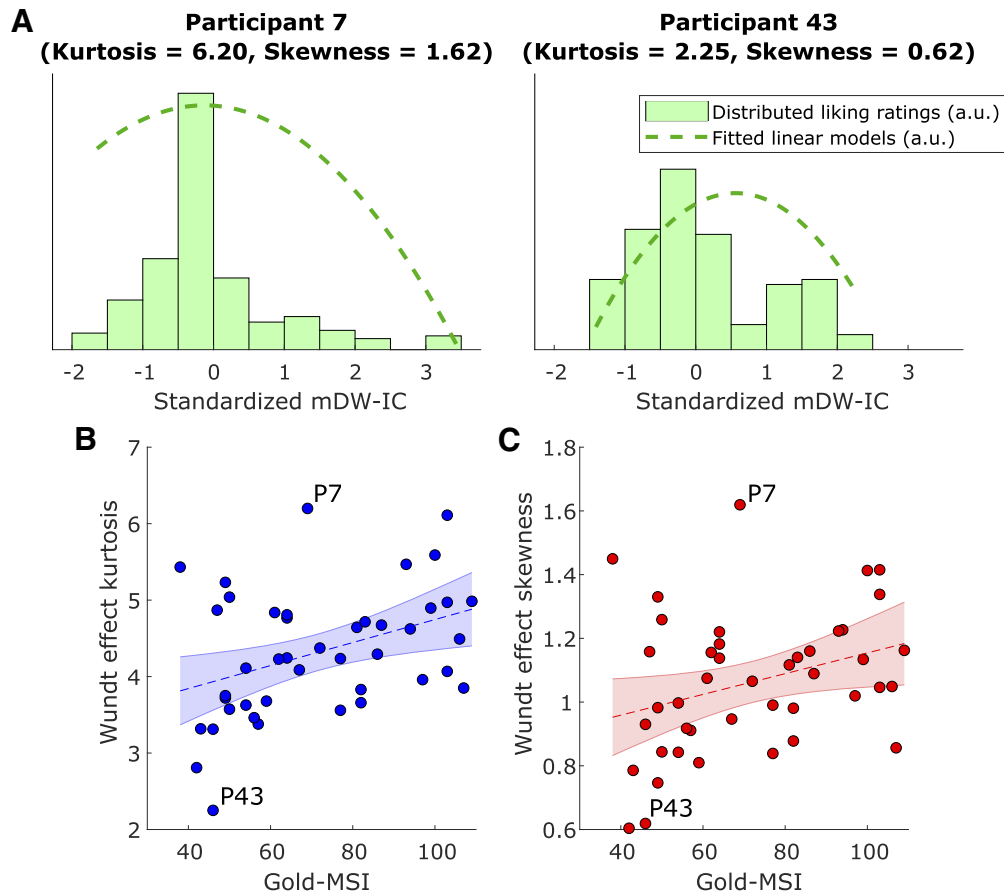 A
Participant 7
(Kurtosis = 6.20, Skewness = 1.62)
-2 -1 0 1 2 3
Standardized mDW-IC
Participant 43
(Kurtosis = 2.25, Skewness = 0.62)
Distributed liking ratings (a.u.)
Fitted linear models (a.u.)
-2 -1 0 1 2 3
Standardized mDW-IC
B
Wundt effect kurtosis
7
6
5
4
3
2
P7
P43
40 60 80 100
Gold-MSI
C
Wundt effect skewness
1.8
1.6
1.4
1.2
1
0.8
0.6
P7
P43
40 60 80 100
Gold-MSI